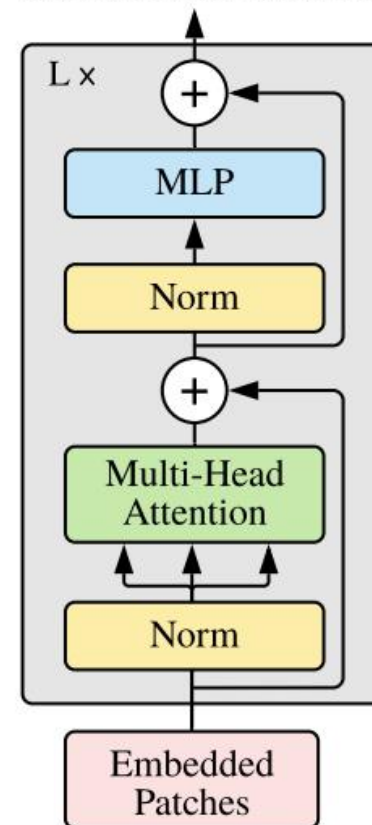 L ×
+
MLP
Norm
+
Multi-Head
Attention
Norm
Embedded
Patches